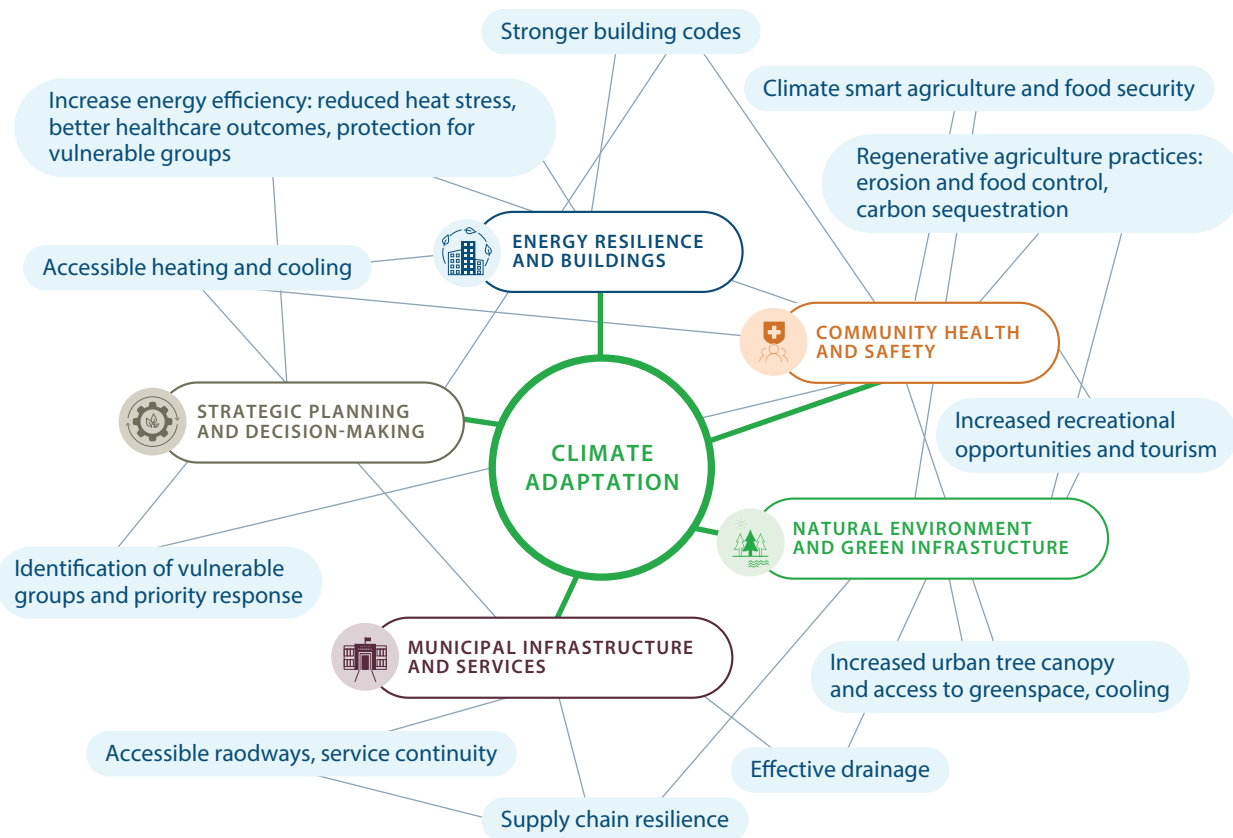 Stronger building codes
Climate smart agriculture and food security
Increase energy efficiency: reduced heat stress,
better healthcare outcomes, protection for
vulnerable groups
Regenerative agriculture practices:
erosion and food control,
carbon sequestration
ENERGY RESILIENCE
AND BUILDINGS
Accessible heating and cooling
COMMUNITY HEALTH
AND SAFETY
STRATEGIC PLANNING
AND DECISION-MAKING
Increased recreational
opportunities and tourism
CLIMATE
ADAPTATION
NATURAL ENVIRONMENT
AND GREEN INFRASTUCTURE
Identification of vulnerable
groups and priority response
MUNICIPAL INFRASTRUCTURE
AND SERVICES
Increased urban tree canopy
and access to greenspace, cooling
Accessible raodways, service continuity
Effective drainage
Supply chain resilience